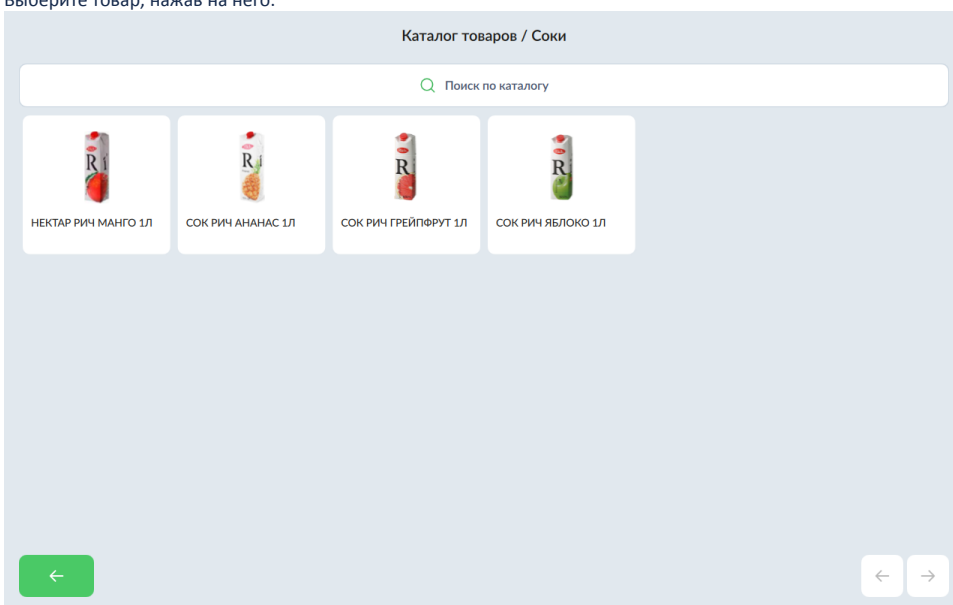 Выберите товар, нажав на него.
Каталог товаров / Соки
Поиск по каталогу
НЕКТАР РИЧ МАНГО 1Л
СОК РИЧ АНАНАС 1Л
СОК РИЧ ГРЕЙПФРУТ 1Л
СОК РИЧ ЯБЛОКО 1Л